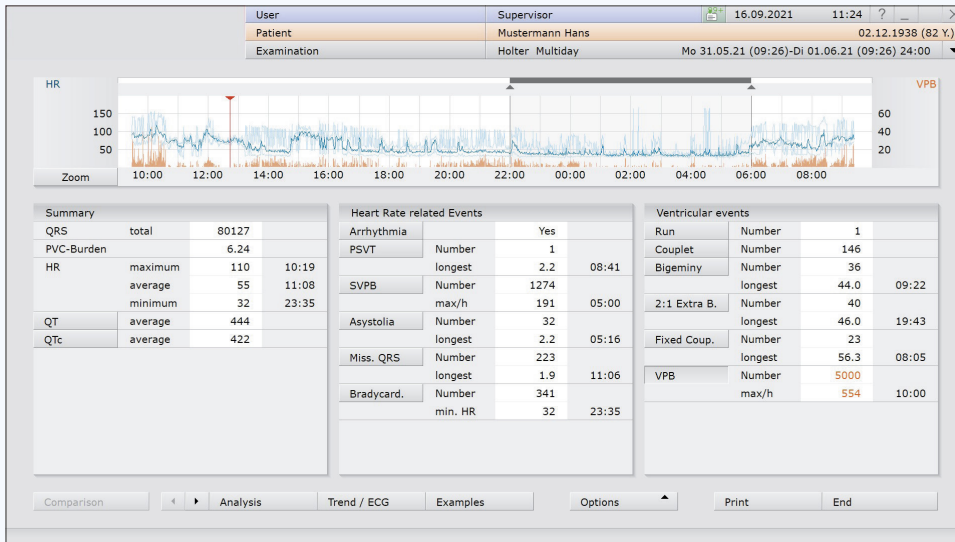 User Supervisor 99+ 16.09.2021 11:24 ? _ ×
Patient Mustermann Hans 02.12.1938 (82 Y.)
Examination Holter Multiday Mo 31.05.21 (09:26)-Di 01.06.21 (09:26) 24:00
HR VPB
150 60
100 40
50 20
Zoom 10:00 12:00 14:00 16:00 18:00 20:00 22:00 00:00 02:00 04:00 06:00 08:00
Summary
QRS total 80127
PVC-Burden 6.24
HR maximum 110 10:19
average 55 11:08
minimum 32 23:35
QT average 444
QTc average 422
Heart Rate related Events
Arrhythmia Yes
PSVT Number 1
longest 2.2 08:41
SVPB Number 1274
max/h 191 05:00
Asystolia Number 32
longest 2.2 05:16
Miss. QRS Number 223
longest 1.9 11:06
Bradycard. Number 341
min. HR 32 23:35
Ventricular events
Run Number 1
Couplet Number 146
Bigeminy Number 36
longest 44.0 09:22
2:1 Extra B. Number 40
longest 46.0 19:43
Fixed Coup. Number 23
longest 56.3 08:05
VPB Number 5000
max/h 554 10:00
Comparison Analysis Trend / ECG Examples Options Print End